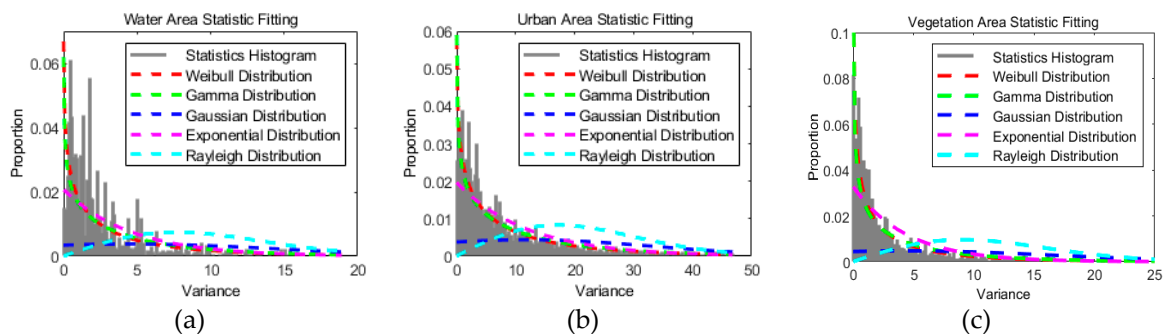 Water Area Statistic Fitting
Statistics Histogram
Weibull Distribution
Gamma Distribution
Gaussian Distribution
Exponential Distribution
Rayleigh Distribution
Proportion
0.06
0.04
0.02
0
0 5 10 15 20
Variance
(a)
Urban Area Statistic Fitting
Statistics Histogram
Weibull Distribution
Gamma Distribution
Gaussian Distribution
Exponential Distribution
Rayleigh Distribution
Proportion
0.06
0.05
0.04
0.03
0.02
0.01
0
0 10 20 30 40 50
Variance
(b)
Vegetation Area Statistic Fitting
Statistics Histogram
Weibull Distribution
Gamma Distribution
Gaussian Distribution
Exponential Distribution
Rayleigh Distribution
Proportion
0.1
0.08
0.06
0.04
0.02
0
0 5 10 15 20 25
Variance
(c)